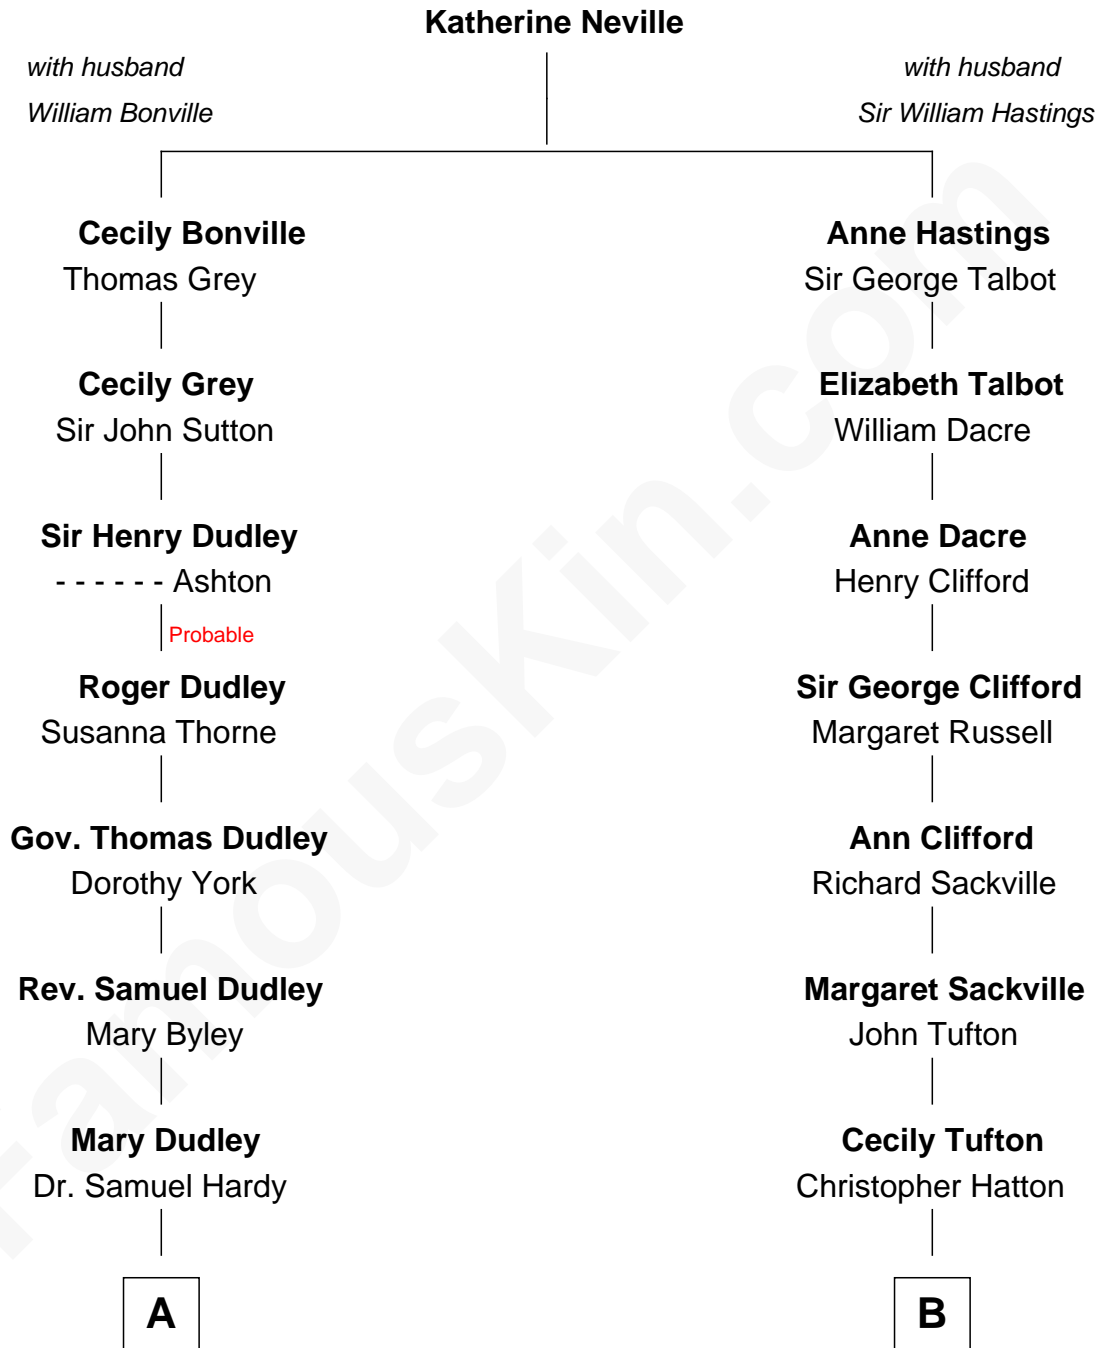 Katherine Neville
with husband
William Bonville
with husband
Sir William Hastings
Cecily Bonville
Thomas Grey
Anne Hastings
Sir George Talbot
Cecily Grey
Sir John Sutton
Elizabeth Talbot
William Dacre
Sir Henry Dudley
- - - - - - Ashton
Anne Dacre
Henry Clifford
Probable
Roger Dudley
Susanna Thorne
Sir George Clifford
Margaret Russell
Gov. Thomas Dudley
Dorothy York
Ann Clifford
Richard Sackville
Rev. Samuel Dudley
Mary Byley
Margaret Sackville
John Tufton
Mary Dudley
Dr. Samuel Hardy
Cecily Tufton
Christopher Hatton
A
B
FamousKin.com